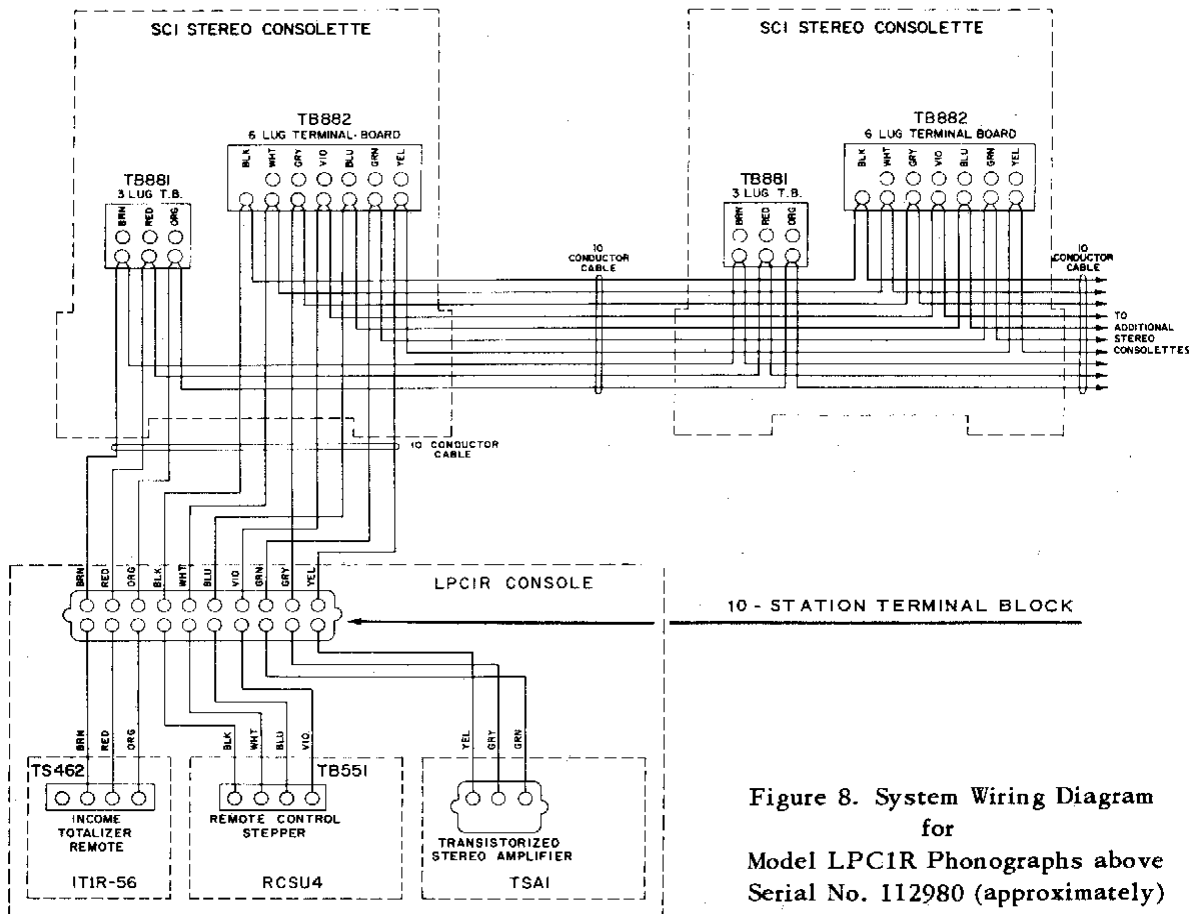 SC1 STEREO CONSOLETTE
TB882
6 LUG TERMINAL-BOARD
BLK
WHT
GRY
VIO
BLU
GRN
YEL
TB881
3 LUG T.B.
BRN
RED
ORG
10
CONDUCTOR
CABLE
SC1 STEREO CONSOLETTE
TB882
6 LUG TERMINAL BOARD
BLK
WHT
GRY
VIO
BLU
GRN
YEL
TB881
3 LUG T.B.
BRN
RED
ORG
10
CONDUCTOR
CABLE
TO
ADDITIONAL
STEREO
CONSOLETTES
10 CONDUCTOR
CABLE
BRN
RED
ORG
BLK
WHT
BLU
VIO
GRN
GRY
YEL
LPC1R CONSOLE
10 - STATION TERMINAL BLOCK
BRN
RED
ORG
BLK
WHT
BLU
VIO
YEL
GRY
GRN
TS462
INCOME
TOTALIZER
REMOTE
IT1R-56
TB551
REMOTE CONTROL
STEPPER
RCSU4
TRANSISTORIZED
STEREO AMPLIFIER
TSA1
Figure 8. System Wiring Diagram
for
Model LPC1R Phonographs above
Serial No. 112980 (approximately)